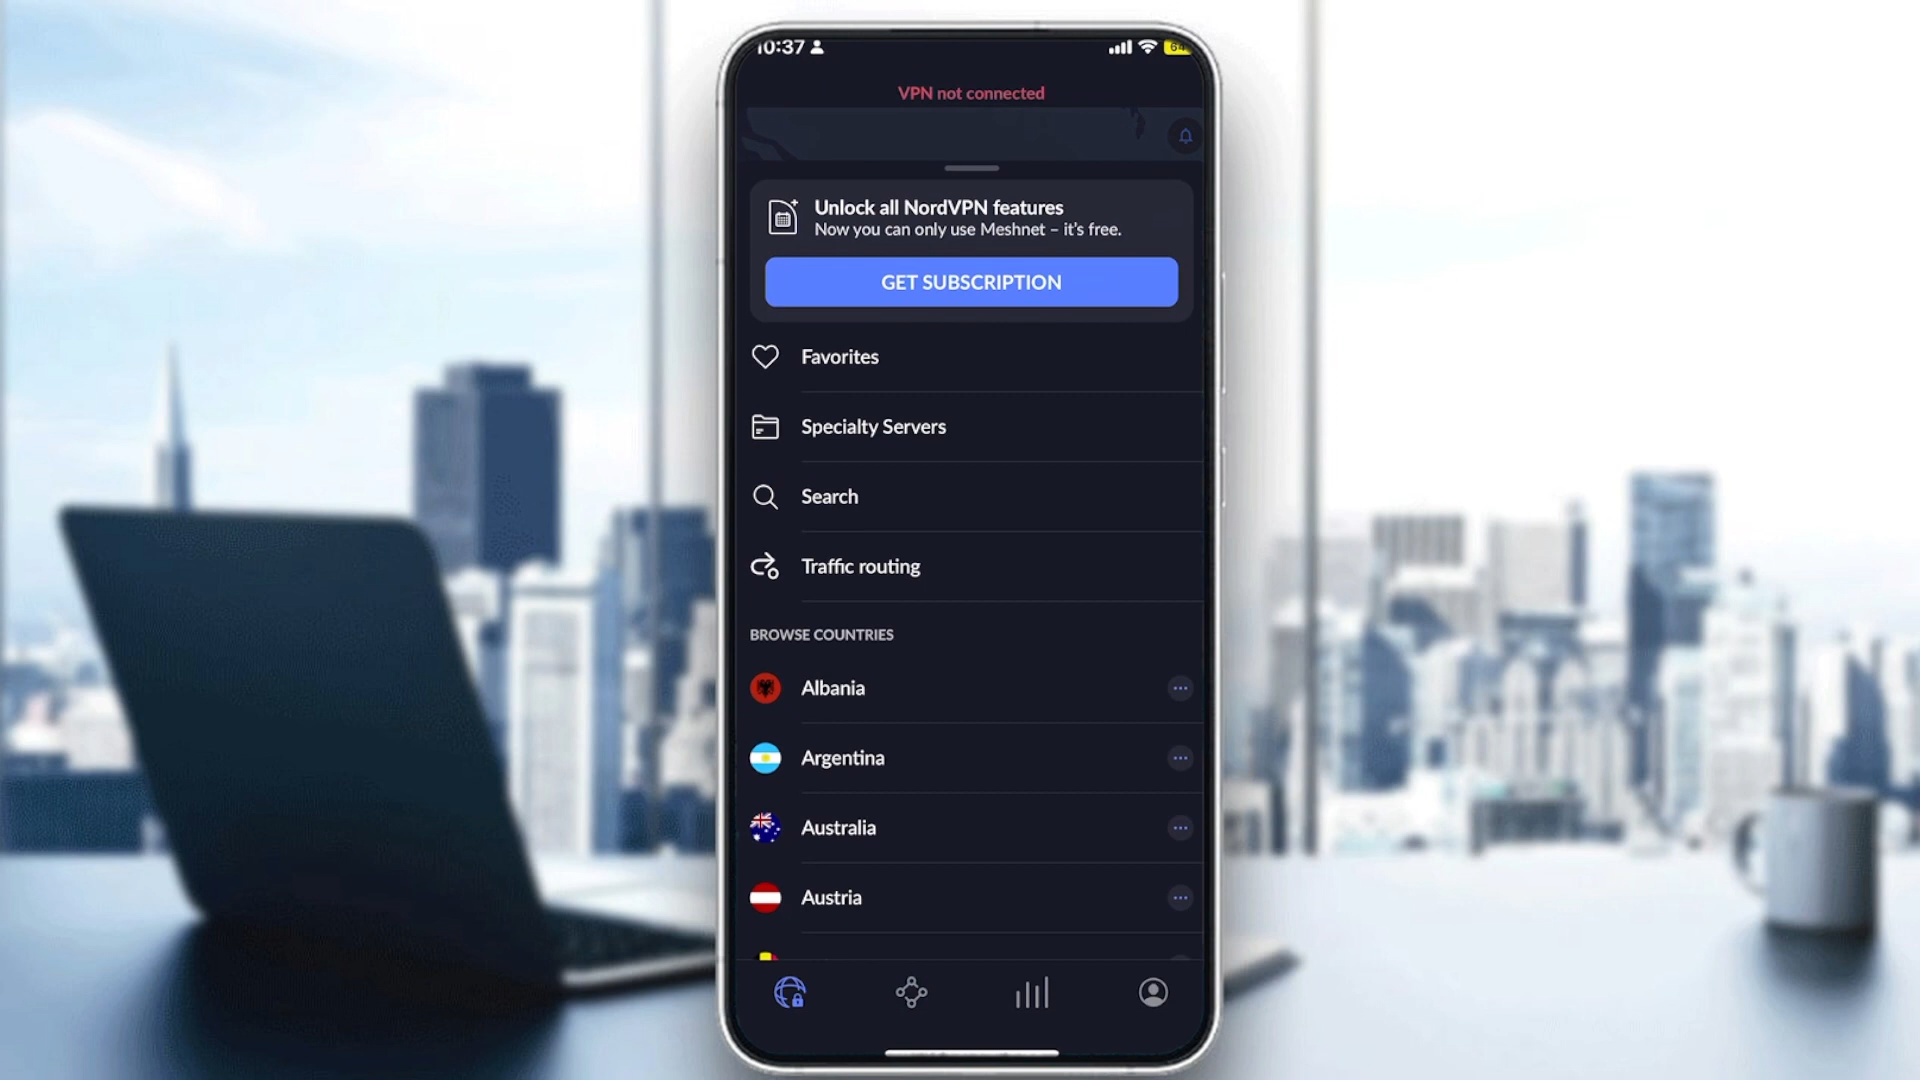 10:37
64
VPN not connected
Unlock all NordVPN features
Now you can only use Meshnet – it's free.
GET SUBSCRIPTION
Favorites
Specialty Servers
Search
Traffic routing
BROWSE COUNTRIES
Albania
Argentina
Australia
Austria